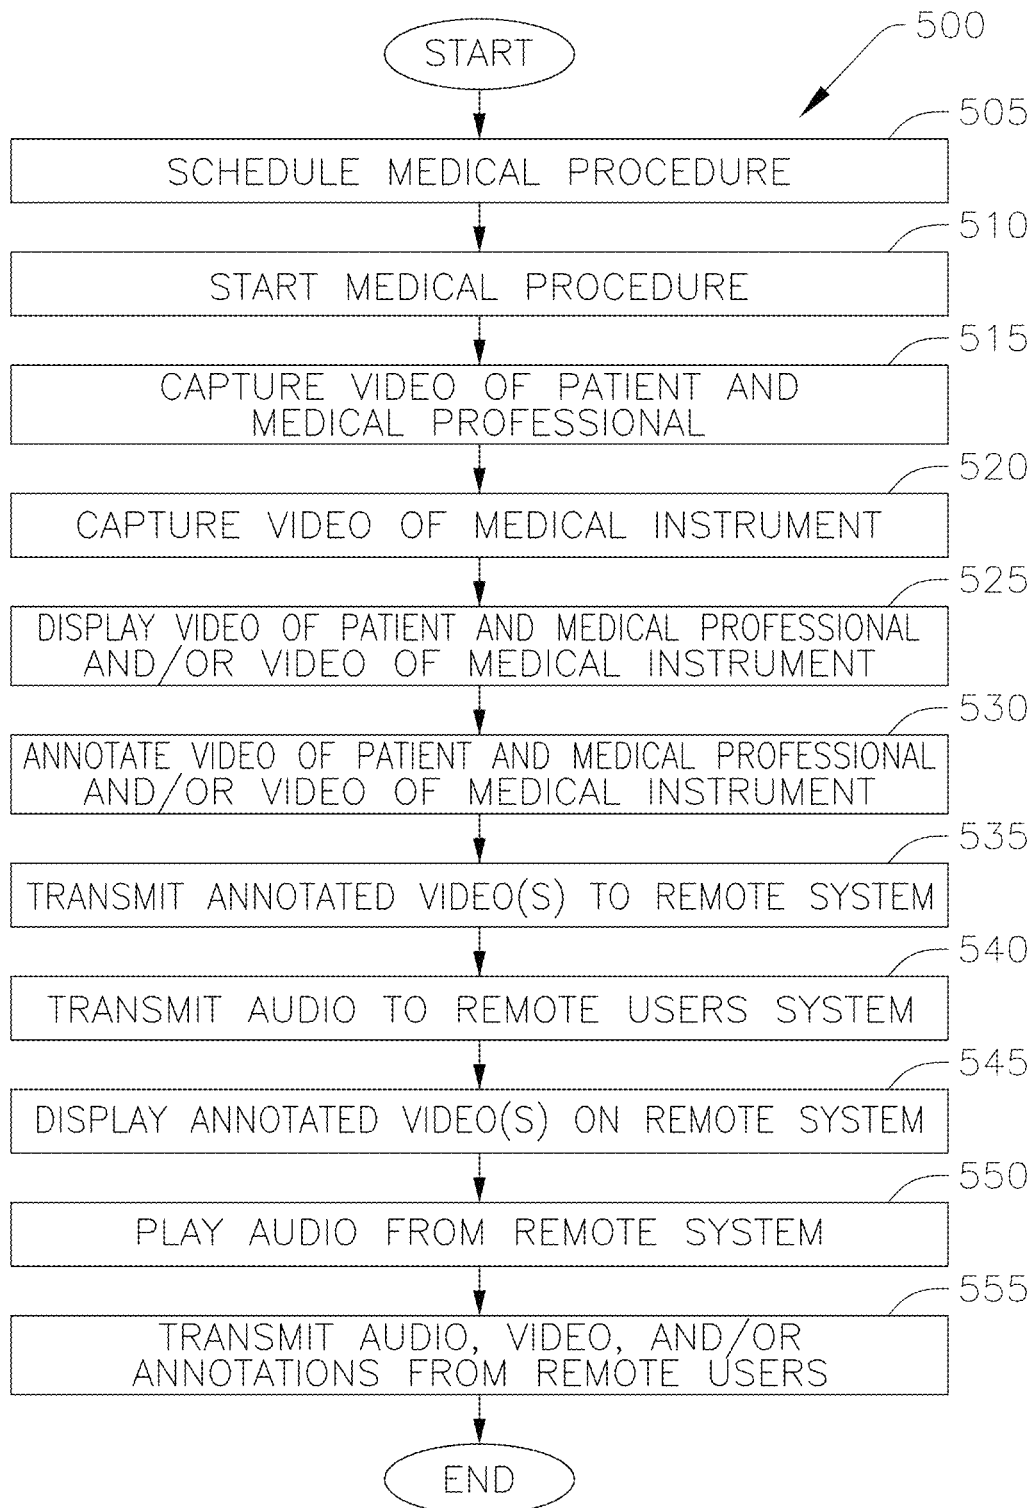 START
500
505
SCHEDULE MEDICAL PROCEDURE
510
START MEDICAL PROCEDURE
515
CAPTURE VIDEO OF PATIENT AND
MEDICAL PROFESSIONAL
520
CAPTURE VIDEO OF MEDICAL INSTRUMENT
525
DISPLAY VIDEO OF PATIENT AND MEDICAL PROFESSIONAL
AND/OR VIDEO OF MEDICAL INSTRUMENT
530
ANNOTATE VIDEO OF PATIENT AND MEDICAL PROFESSIONAL
AND/OR VIDEO OF MEDICAL INSTRUMENT
535
TRANSMIT ANNOTATED VIDEO(S) TO REMOTE SYSTEM
540
TRANSMIT AUDIO TO REMOTE USERS SYSTEM
545
DISPLAY ANNOTATED VIDEO(S) ON REMOTE SYSTEM
550
PLAY AUDIO FROM REMOTE SYSTEM
555
TRANSMIT AUDIO, VIDEO, AND/OR
ANNOTATIONS FROM REMOTE USERS
END